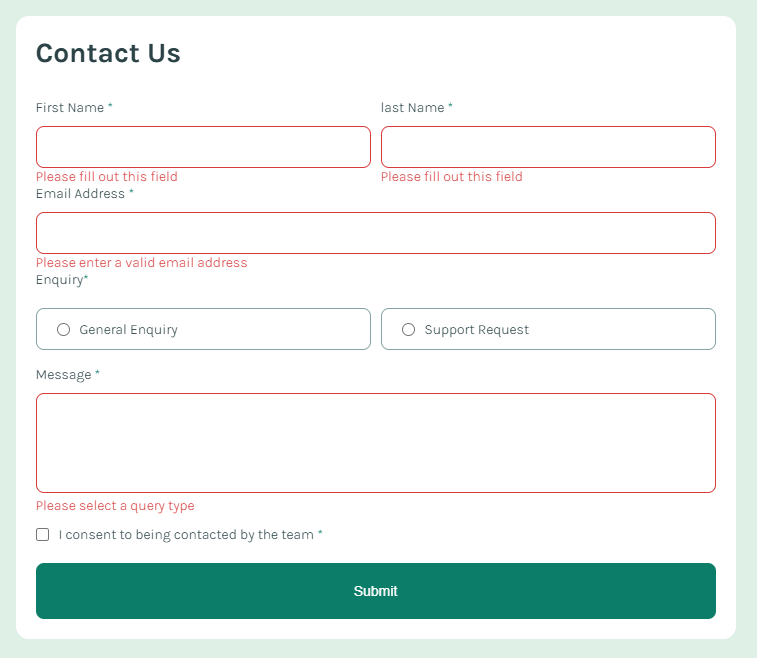 Contact Us
First Name * last Name *
Please fill out this field Please fill out this field
Email Address *
Please enter a valid email address
Enquiry*
General Enquiry Support Request
Message *
Please select a query type
I consent to being contacted by the team *
Submit